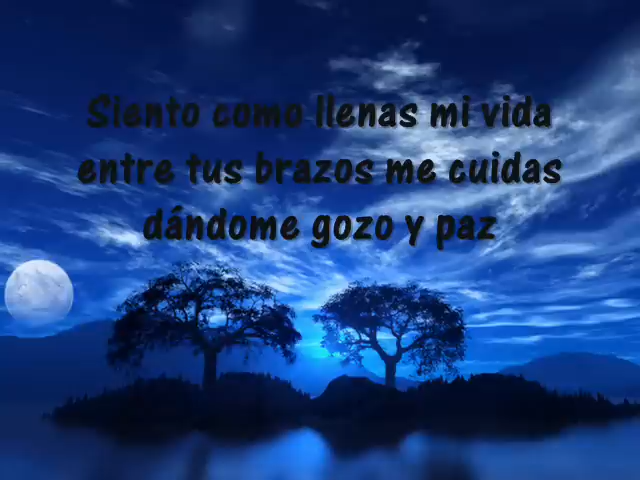 Siento como llenas mi vida
entre tus brazos me cuidas
dándome gozo y paz